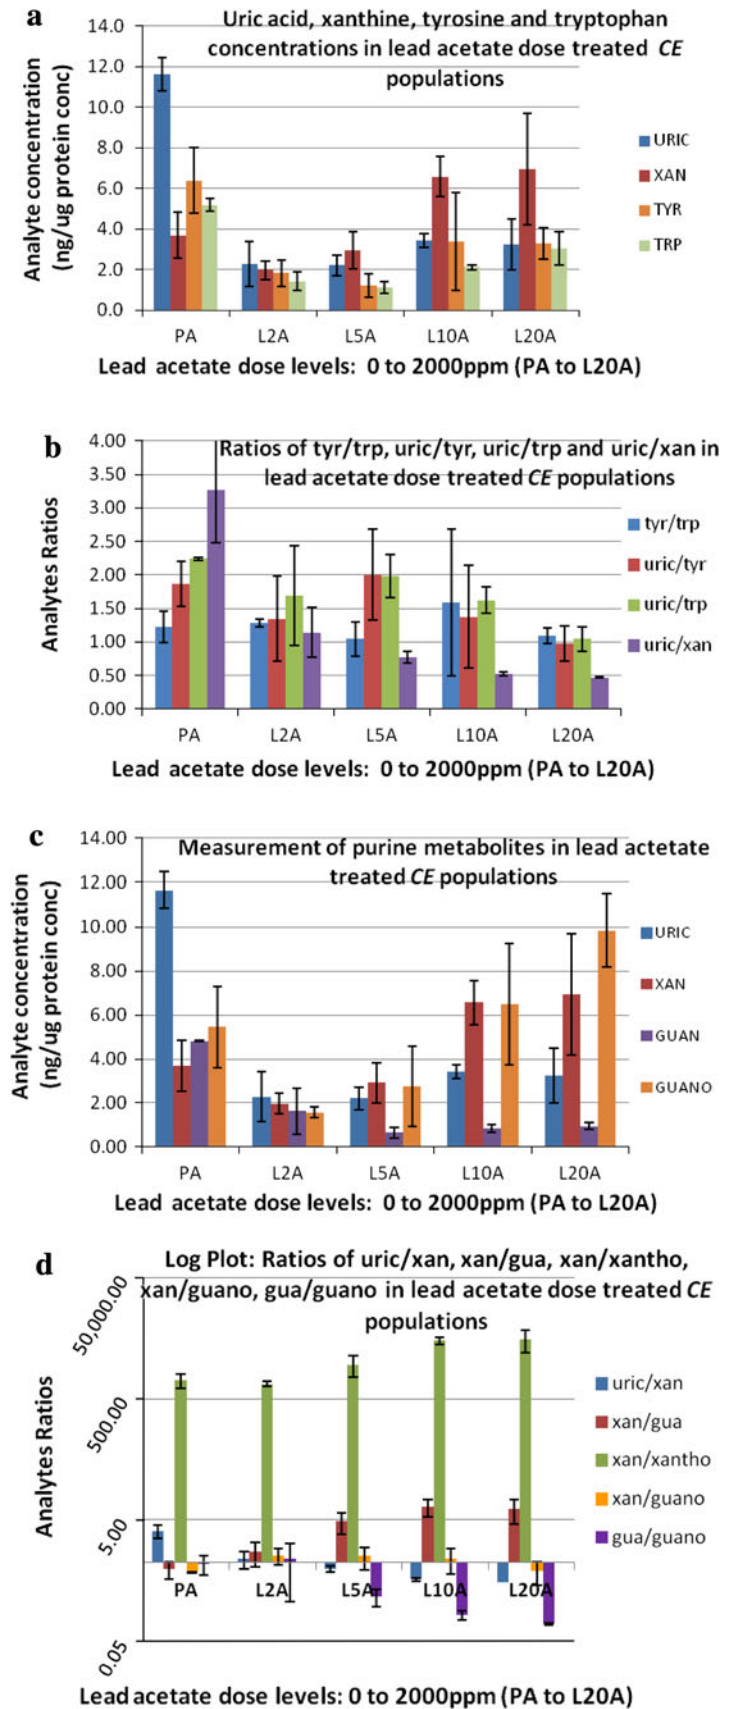 a
Uric acid, xanthine, tyrosine and tryptophan
concentrations in lead acetate dose treated CE
populations
Analyte concentration
(ng/ug protein conc)
14.0
12.0
10.0
8.0
6.0
4.0
2.0
0.0
URIC
XAN
TYR
TRP
PA L2A L5A L10A L20A
Lead acetate dose levels: 0 to 2000ppm (PA to L20A)
b
Ratios of tyr/trp, uric/tyr, uric/trp and uric/xan in
lead acetate dose treated CE populations
Analytes Ratios
4.00
3.50
3.00
2.50
2.00
1.50
1.00
0.50
0.00
tyr/trp
uric/tyr
uric/trp
uric/xan
PA L2A L5A L10A L20A
Lead acetate dose levels: 0 to 2000ppm (PA to L20A)
c
Measurement of purine metabolites in lead actetate
treated CE populations
Analyte concentration
(ng/ug protein conc)
14.00
12.00
10.00
8.00
6.00
4.00
2.00
0.00
URIC
XAN
GUAN
GUANO
PA L2A L5A L10A L20A
Lead acetate dose levels: 0 to 2000ppm (PA to L20A)
d
Log Plot: Ratios of uric/xan, xan/gua, xan/xantho,
xan/guano, gua/guano in lead acetate dose treated CE
populations
Analytes Ratios
50,000.00
500.00
5.00
0.05
uric/xan
xan/gua
xan/xantho
xan/guano
gua/guano
PA L2A L5A L10A L20A
Lead acetate dose levels: 0 to 2000ppm (PA to L20A)